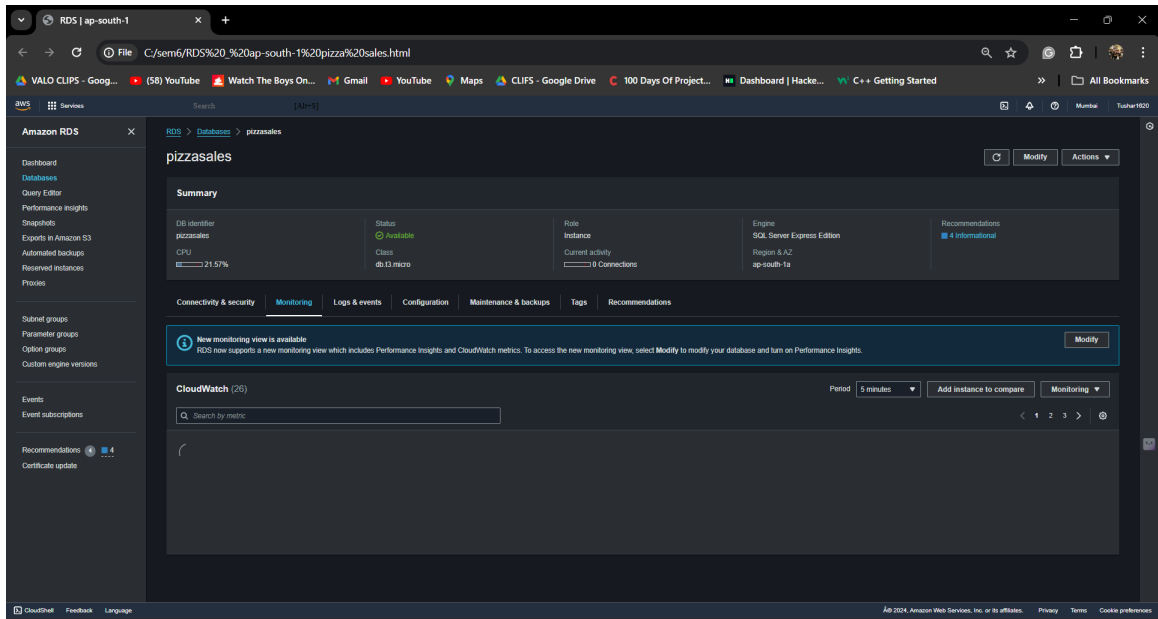 RDS | ap-south-1
File C:/sem6/RDS%20_%20ap-south-1%20pizza%20sales.html
VALO CLIPS - Goog... (58) YouTube Watch The Boys On... Gmail YouTube Maps CLIFS - Google Drive 100 Days Of Project... Dashboard | Hacke... C++ Getting Started » All Bookmarks
aws Services Search [Alt+S] Mumbai Tushar1820
Amazon RDS
Dashboard
Databases
Query Editor
Performance insights
Snapshots
Exports in Amazon S3
Automated backups
Reserved instances
Proxies
Subnet groups
Parameter groups
Option groups
Custom engine versions
Events
Event subscriptions
Recommendations 4 4
Certificate update
RDS > Databases > pizzasales
pizzasales
Modify Actions
Summary
DB identifier
pizzasales
Status
Available
Role
Instance
Engine
SQL Server Express Edition
Recommendations
4 Informational
CPU
21.57%
Class
db.t3.micro
Current activity
0 Connections
Region & AZ
ap-south-1a
Connectivity & security Monitoring Logs & events Configuration Maintenance & backups Tags Recommendations
New monitoring view is available
RDS now supports a new monitoring view which includes Performance Insights and CloudWatch metrics. To access the new monitoring view, select Modify to modify your database and turn on Performance Insights.
Modify
CloudWatch (26)
Period 5 minutes Add instance to compare Monitoring
Search by metric
< 1 2 3 >
CloudShell Feedback Language Â© 2024, Amazon Web Services, Inc. or its affiliates. Privacy Terms Cookie preferences